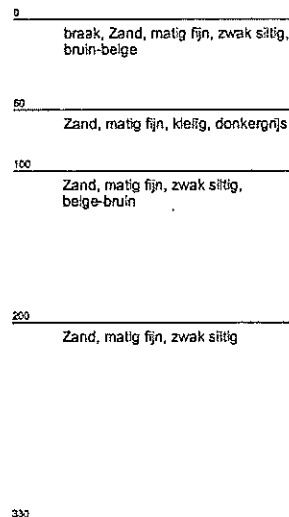 0
braak, Zand, matig fijn, zwak siltig,
bruin-beige
60
Zand, matig fijn, kleiïg, donkergrijs
100
Zand, matig fijn, zwak siltig,
beige-bruin
200
Zand, matig fijn, zwak siltig
330